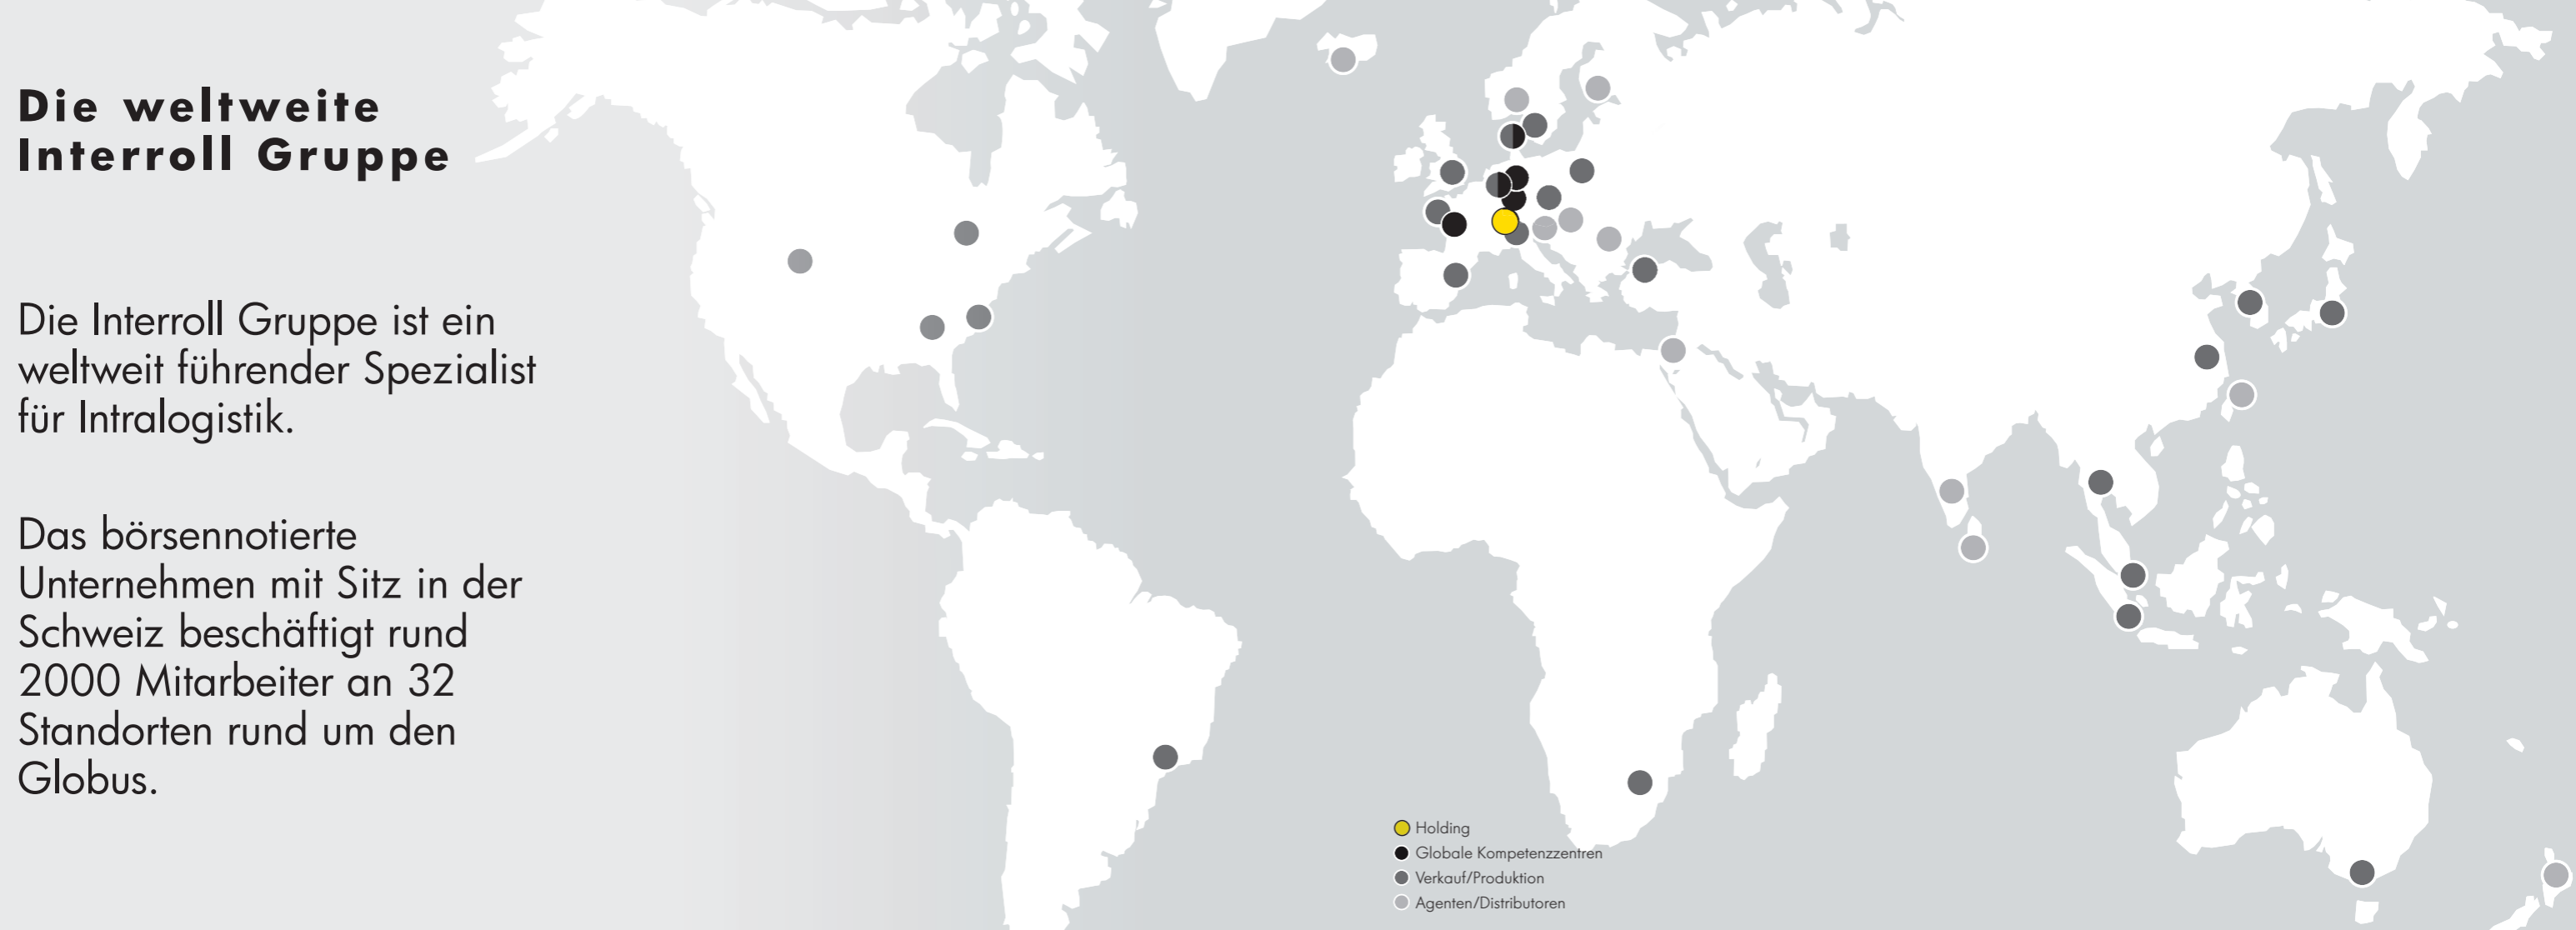 Die weltweite
Interroll Gruppe
Die Interroll Gruppe ist ein
weltweit führender Spezialist
für Intralogistik.
Das börsennotierte
Unternehmen mit Sitz in der
Schweiz beschäftigt rund
2000 Mitarbeiter an 32
Standorten rund um den
Globus.
Holding
Globale Kompetenzzentren
Verkauf/Produktion
Agenten/Distributoren